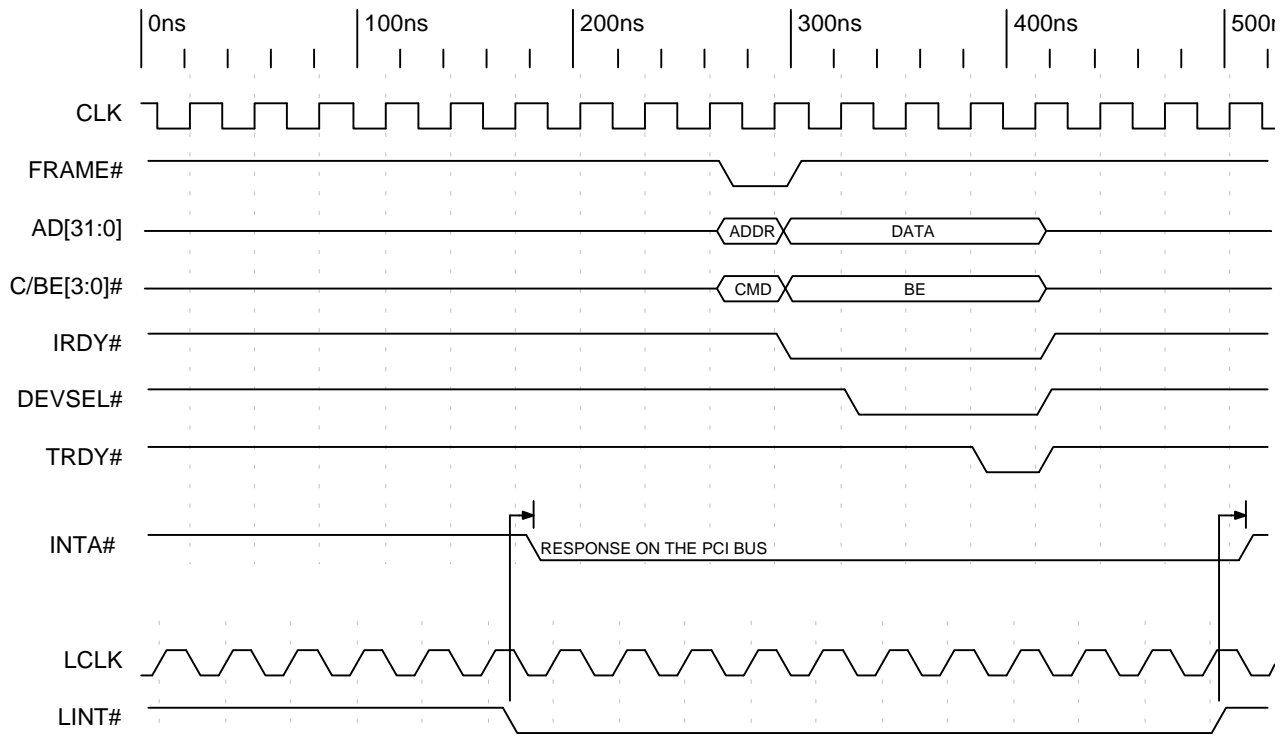 0ns 100ns 200ns 300ns 400ns 500n
CLK
FRAME#
AD[31:0] ADDR DATA
C/BE[3:0]# CMD BE
IRDY#
DEVSEL#
TRDY#
INTA# RESPONSE ON THE PCI BUS
LCLK
LINT#